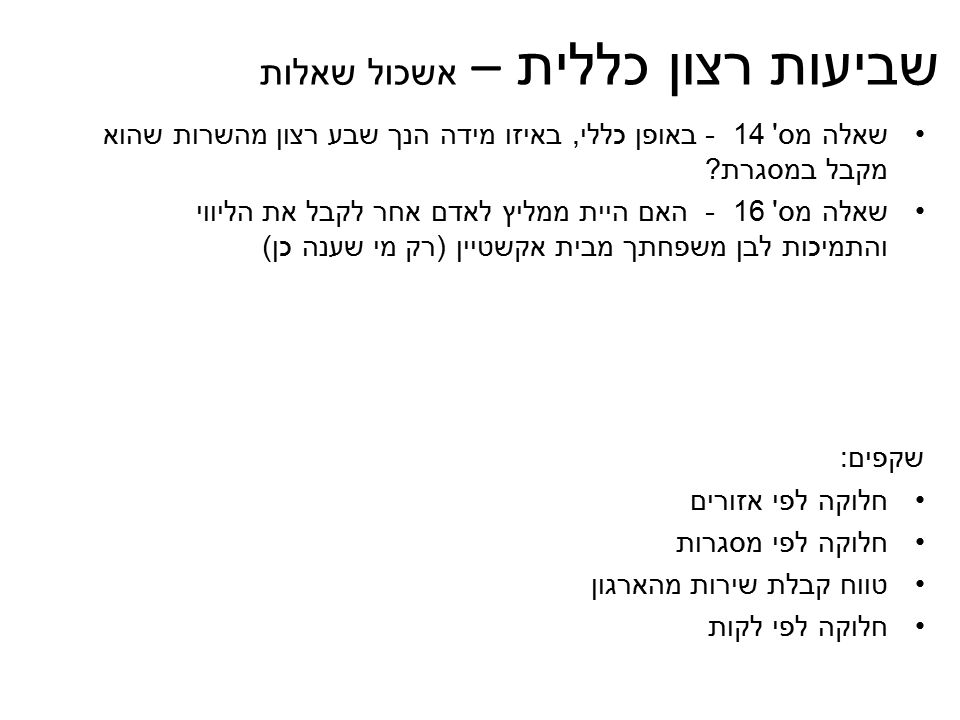 שביעות רצון כללית – אשכול שאלות
• שאלה מס' 14 - באופן כללי, באיזו מידה הנך שבע רצון מהשרות שהוא
מקבל במסגרת?
• שאלה מס' 16 - האם היית ממליץ לאדם אחר לקבל את הליווי
והתמיכות לבן משפחתך מבית אקשטיין (רק מי שענה כן)
שקפים:
• חלוקה לפי אזורים
• חלוקה לפי מסגרות
• טווח קבלת שירות מהארגון
• חלוקה לפי לקות